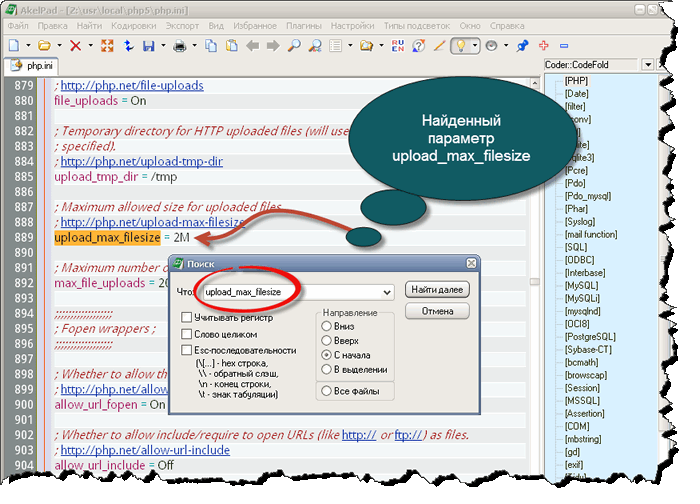 AkelPad - [Z:\usr\local\php5\php.ini]
Файл Правка Настройки Кодировки Экспорт Вид Избранное Плагины Настройки Типы подсветок Окно Справка
php.ini
Coder::CodeFold
879 ; http://php.net/file-uploads
880 file_uploads = On
881
882 ; Temporary directory for HTTP uploaded files (will use
883 ; specified).
884 ; http://php.net/upload-tmp-dir
885 upload_tmp_dir = /tmp
886
887 ; Maximum allowed size for uploaded files
888 ; http://php.net/upload-max-filesize
889 upload_max_filesize = 2M
890
891 ; Maximum number o
892 max_file_uploads = 20
893
894 ;;;;;;;;;;;;;;;;;;
895 ; Fopen wrappers ;
896 ;;;;;;;;;;;;;;;;;;
897
898 ; Whether to allow th
899 ; http://php.net/allow
900 allow_url_fopen = On
901
902 ; Whether to allow include/require to open URLs (like http:// or ftp://) as files.
903 ; http://php.net/allow-url-include
904 allow_url_include = Off
Найденный
параметр
upload_max_filesize
Поиск
Что: upload_max_filesize
Найти далее
Отмена
Учитывать регистр
Слово целиком
Esc-последовательности
(\[...] - hex строка,
\\ - обратный слэш,
\n - конец строки,
\t - знак табуляции)
Направление
Вниз
Вверх
С начала
В выделении
Все файлы
[PHP]
[Date]
[filter]
[Pcre]
[Pdo]
[Pdo_mysql]
[Phar]
[Syslog]
[mail function]
[SQL]
[ODBC]
[Interbase]
[MySQL]
[MySQLi]
[mysqlnd]
[OCI8]
[PostgreSQL]
[Sybase-CT]
[bcmath]
[browscap]
[Session]
[MSSQL]
[Assertion]
[COM]
[mbstring]
[gd]
[exif]